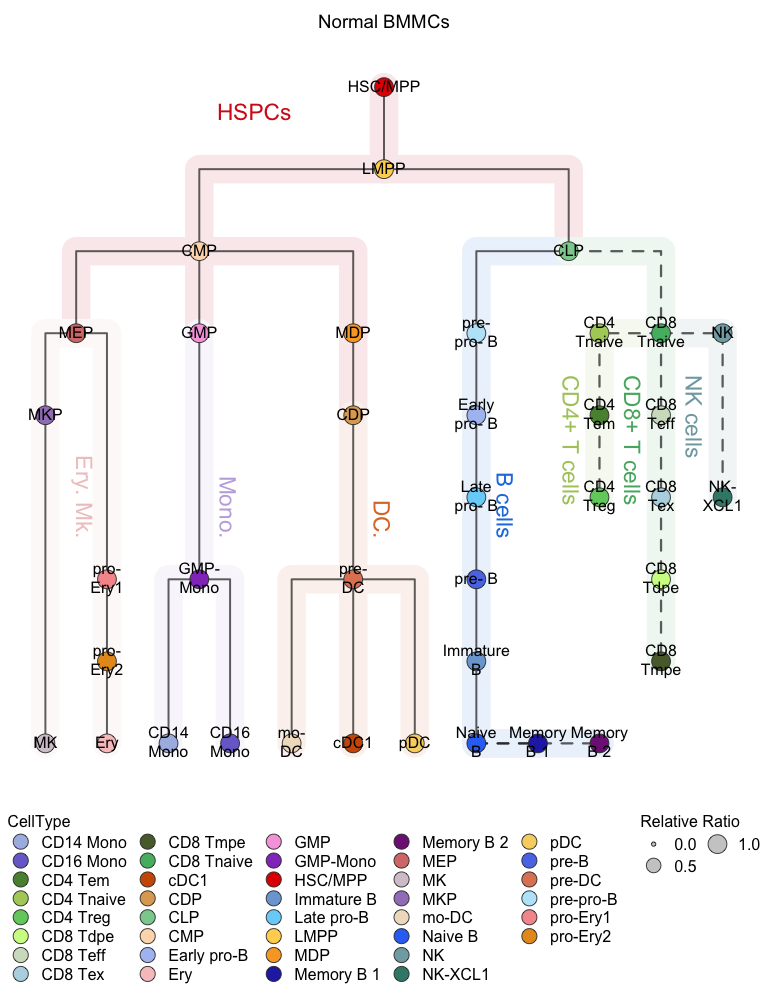 Normal BMMCs
HSC/MPP
HSPCs
LMPP
CMP
CLP
MEP
GMP
MDP
pre-
pro- B
CD4
Tnaive
CD8
Tnaive
NK
MKP
CDP
Early
pro- B
CD4
Tem
CD8
Teff
CD4+ T cells
CD8+ T cells
NK cells
Ery. Mk.
Mono.
DC.
Late
pro- B
B cells
CD4
Treg
CD8
Tex
NK-
XCL1
pro-
Ery1
GMP-
Mono
pre-
DC
pre- B
CD8
Tdpe
pro-
Ery2
Immature
B
CD8
Tmpe
MK
Ery
CD14
Mono
CD16
Mono
mo-
DC
cDC1
pDC
Naive
B
Memory
B 1
Memory
B 2
CellType
CD14 Mono
CD16 Mono
CD4 Tem
CD4 Tnaive
CD4 Treg
CD8 Tdpe
CD8 Teff
CD8 Tex
CD8 Tmpe
CD8 Tnaive
cDC1
CDP
CLP
CMP
Early pro-B
Ery
GMP
GMP-Mono
HSC/MPP
Immature B
Late pro-B
LMPP
MDP
Memory B 1
Memory B 2
MEP
MK
MKP
mo-DC
Naive B
NK
NK-XCL1
pDC
pre-B
pre-DC
pre-pro-B
pro-Ery1
pro-Ery2
Relative Ratio
0.0
1.0
0.5